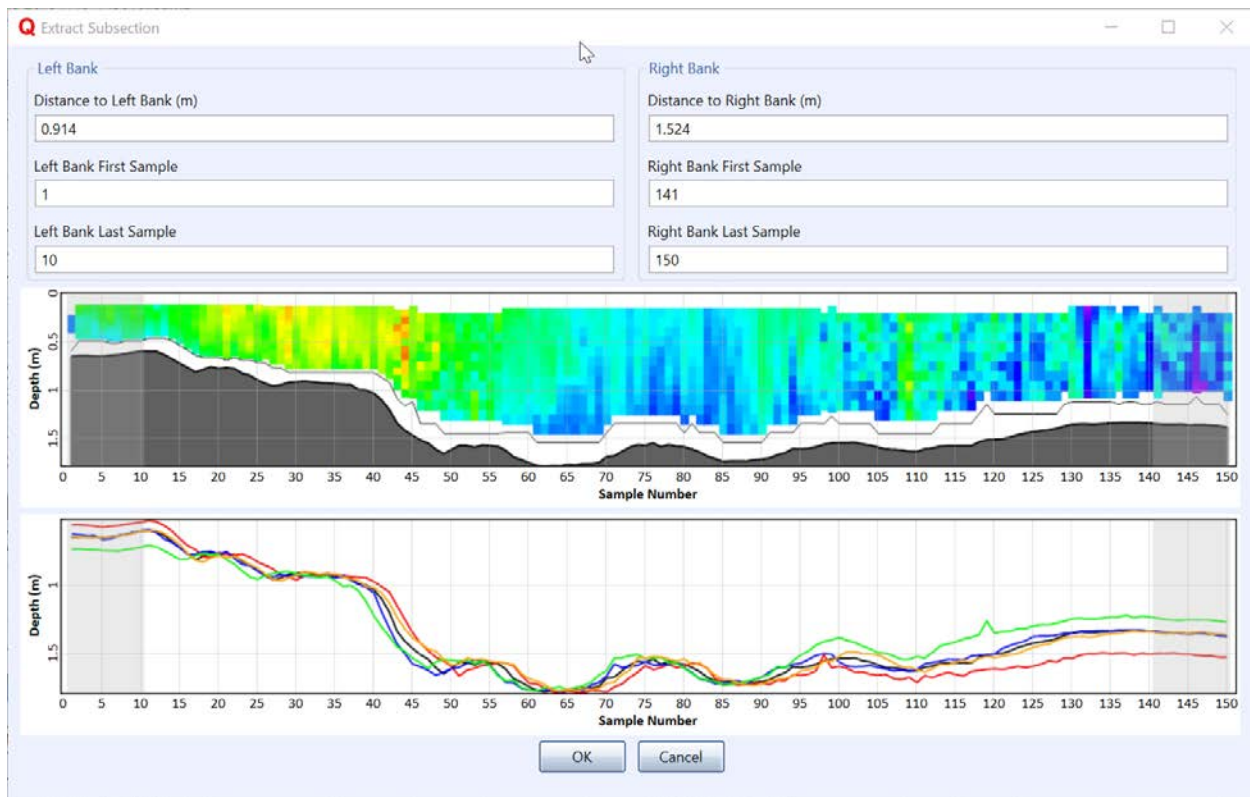 Q Extract Subsection
Left Bank
Right Bank
Distance to Left Bank (m)
Distance to Right Bank (m)
0.914
1.524
Left Bank First Sample
Right Bank First Sample
1
141
Left Bank Last Sample
Right Bank Last Sample
10
150
0
0.5
1
1.5
Depth (m)
0 5 10 15 20 25 30 35 40 45 50 55 60 65 70 75 80 85 90 95 100 105 110 115 120 125 130 135 140 145 150
Sample Number
1
1.5
Depth (m)
0 5 10 15 20 25 30 35 40 45 50 55 60 65 70 75 80 85 90 95 100 105 110 115 120 125 130 135 140 145 150
Sample Number
OK Cancel